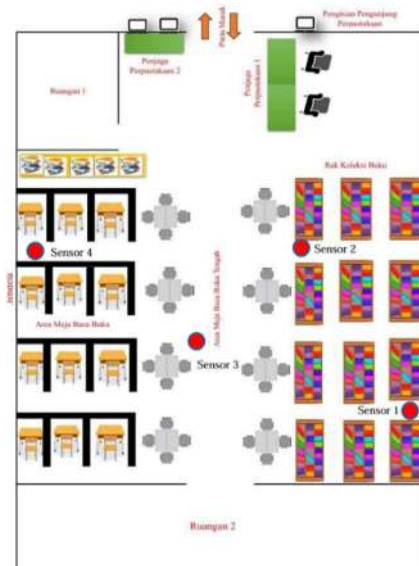 Pengisian Pengunjung
Perpustakaan
Pintu Masuk
Penjaga
Perpustakaan 2
Penjaga
Perpustakaan 1
Ruangan 1
Rak Koleksi Buku
Sensor 4
Sensor 2
Jendela
Area Meja Baca Buku Tengah
Area Meja Baca Buku
Sensor 3
Sensor 1
Ruangan 2